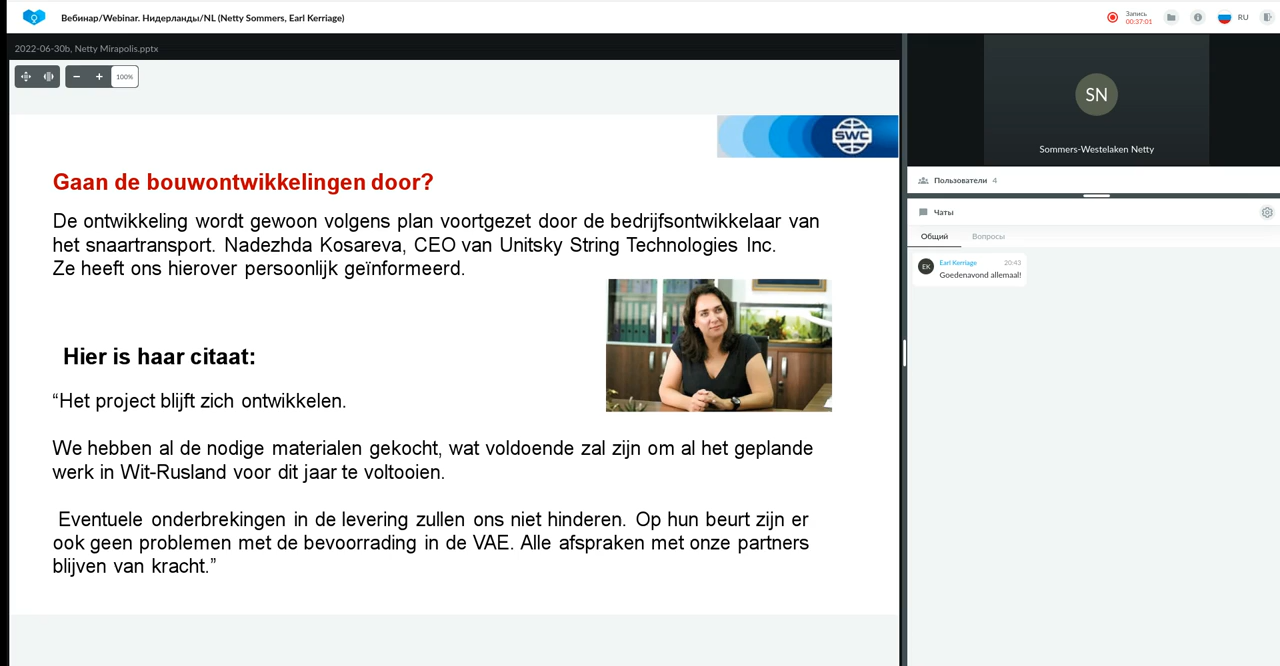 Вебинар/Webinar. Нидерланды/NL (Netty Sommers, Earl Kerriage)
Запись
00:37:01
RU
2022-06-30b, Netty Mirapolis.pptx
100%
SWC
Gaan de bouwontwikkelingen door?
De ontwikkeling wordt gewoon volgens plan voortgezet door de bedrijfsontwikkelaar van
het snaartransport. Nadezhda Kosareva, CEO van Unitsky String Technologies Inc.
Ze heeft ons hierover persoonlijk geïnformeerd.
Hier is haar citaat:
“Het project blijft zich ontwikkelen.
We hebben al de nodige materialen gekocht, wat voldoende zal zijn om al het geplande
werk in Wit-Rusland voor dit jaar te voltooien.
Eventuele onderbrekingen in de levering zullen ons niet hinderen. Op hun beurt zijn er
ook geen problemen met de bevoorrading in de VAE. Alle afspraken met onze partners
blijven van kracht.”
SN
Sommers-Westelaken Netty
Пользователи 4
Чаты
Общий Вопросы
EK
Earl Kerriage 20:43
Goedenavond allemaal!